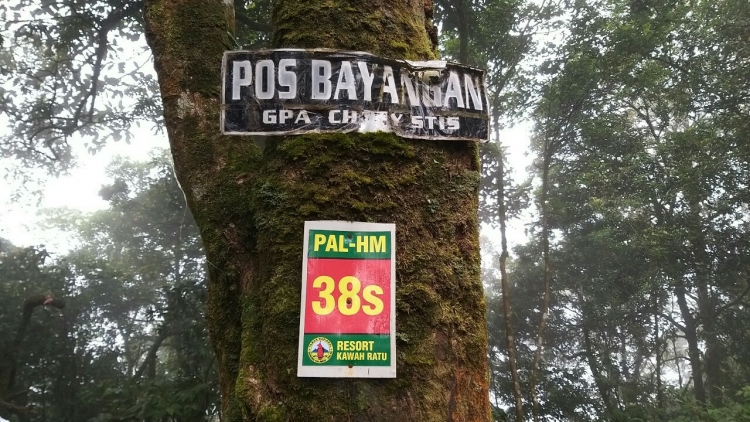 POS BAYANGAN
GPA STIS
PAL-HM
38s
RESORT
KAWAH RATU